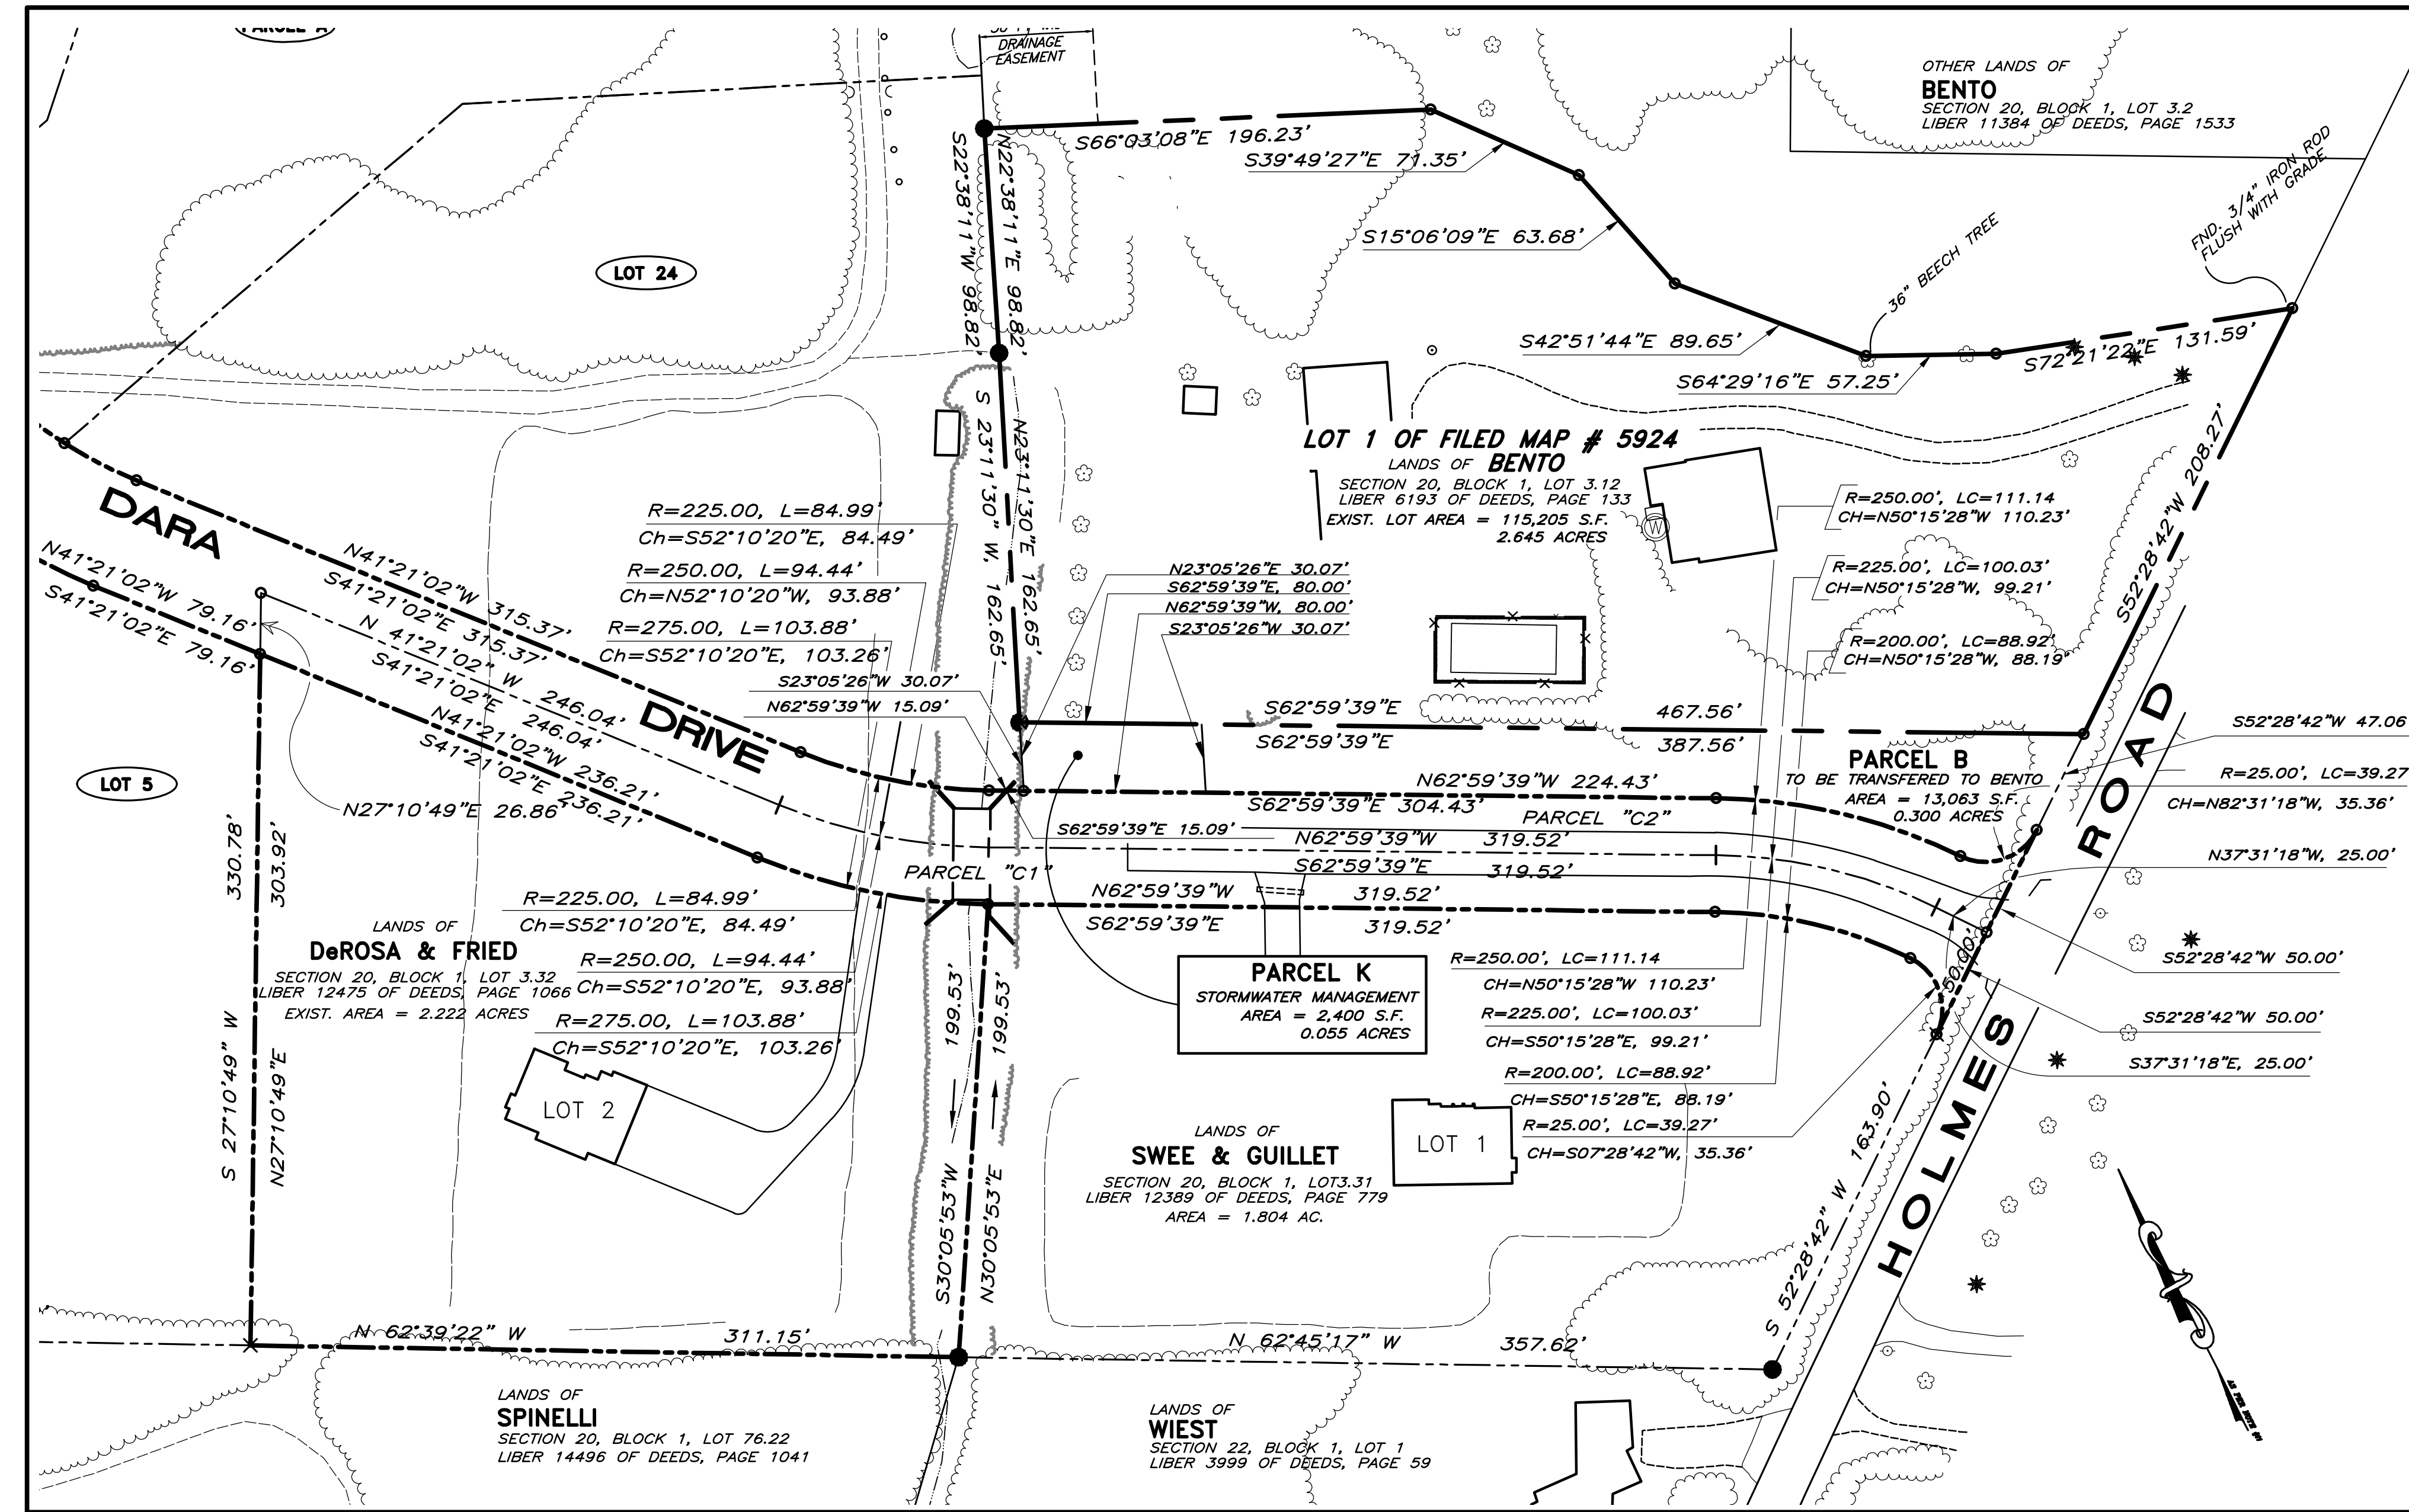 DRAINAGE
EASEMENT
OTHER LANDS OF
BENTO
SECTION 20, BLOCK 1, LOT 3.2
LIBER 11384 OF DEEDS, PAGE 1533
FND. 3/4" IRON ROD
FLUSH WITH GRADE
S66°03'08"E 196.23'
S39°49'27"E 71.35'
S15°06'09"E 63.68'
S42°51'44"E 89.65'
36" BEECH TREE
S64°29'16"E 57.25'
S72°21'22"E 131.59'
S22°38'11"W 98.82'
N22°38'11"E 98.82'
LOT 24
S 23°11'30" W, 162.65'
N23°11'30"E 162.65'
LOT 1 OF FILED MAP # 5924
LANDS OF BENTO
SECTION 20, BLOCK 1, LOT 3.12
LIBER 6193 OF DEEDS, PAGE 133
EXIST. LOT AREA = 115,205 S.F.
2.645 ACRES
W
S52°28'42"W 208.27'
R=250.00', LC=111.14
CH=N50°15'28"W 110.23'
R=225.00', LC=100.03'
CH=N50°15'28"W, 99.21'
R=200.00', LC=88.92'
CH=N50°15'28"W, 88.19'
DARA
DRIVE
N41°21'02"W 79.16'
S41°21'02"E 79.16'
N41°21'02"W 315.37'
S41°21'02"E 315.37'
N 41°21'02" W 246.04'
S41°21'02"E 246.04'
N41°21'02"W 236.21'
S41°21'02"E 236.21'
N27°10'49"E 26.86'
R=225.00, L=84.99'
Ch=S52°10'20"E, 84.49'
R=250.00, L=94.44'
Ch=N52°10'20"W, 93.88'
R=275.00, L=103.88'
Ch=S52°10'20"E, 103.26'
S23°05'26"W 30.07'
N62°59'39"W 15.09'
N23°05'26"E 30.07'
S62°59'39"E, 80.00'
N62°59'39"W, 80.00'
S23°05'26"W 30.07'
S62°59'39"E 467.56'
S62°59'39"E 387.56'
PARCEL B
TO BE TRANSFERED TO BENTO
AREA = 13,063 S.F.
0.300 ACRES
N62°59'39"W 224.43'
S62°59'39"E 304.43'
PARCEL "C2"
S62°59'39"E 15.09'
N62°59'39"W 319.52'
S62°59'39"E 319.52'
N62°59'39"W 319.52'
S62°59'39"E 319.52'
PARCEL "C1"
S52°28'42"W 47.06
R=25.00', LC=39.27
CH=N82°31'18"W, 35.36'
N37°31'18"W, 25.00'
S52°28'42"W 50.00'
S52°28'42"W 50.00'
S37°31'18"E, 25.00'
50.00'
HOLMES ROAD
LOT 5
330.78'
303.92'
S 27°10'49" W
N27°10'49"E
LANDS OF
DeROSA & FRIED
SECTION 20, BLOCK 1, LOT 3.32
LIBER 12475 OF DEEDS, PAGE 1066
EXIST. AREA = 2.222 ACRES
R=225.00, L=84.99'
Ch=S52°10'20"E, 84.49'
R=250.00, L=94.44'
Ch=S52°10'20"E, 93.88'
R=275.00, L=103.88'
Ch=S52°10'20"E, 103.26'
LOT 2
199.53'
199.53'
S30°05'53"W
N30°05'53"E
PARCEL K
STORMWATER MANAGEMENT
AREA = 2,400 S.F.
0.055 ACRES
R=250.00', LC=111.14
CH=N50°15'28"W 110.23'
R=225.00', LC=100.03'
CH=S50°15'28"E, 99.21'
R=200.00', LC=88.92'
CH=S50°15'28"E, 88.19'
R=25.00', LC=39.27'
CH=S07°28'42"W, 35.36'
LANDS OF
SWEE & GUILLET
SECTION 20, BLOCK 1, LOT3.31
LIBER 12389 OF DEEDS, PAGE 779
AREA = 1.804 AC.
LOT 1
S 52°28'42" W 163.90'
N 62°39'22" W 311.15'
N 62°45'17" W 357.62'
LANDS OF
SPINELLI
SECTION 20, BLOCK 1, LOT 76.22
LIBER 14496 OF DEEDS, PAGE 1041
LANDS OF
WIEST
SECTION 22, BLOCK 1, LOT 1
LIBER 3999 OF DEEDS, PAGE 59
AS PER NOTE